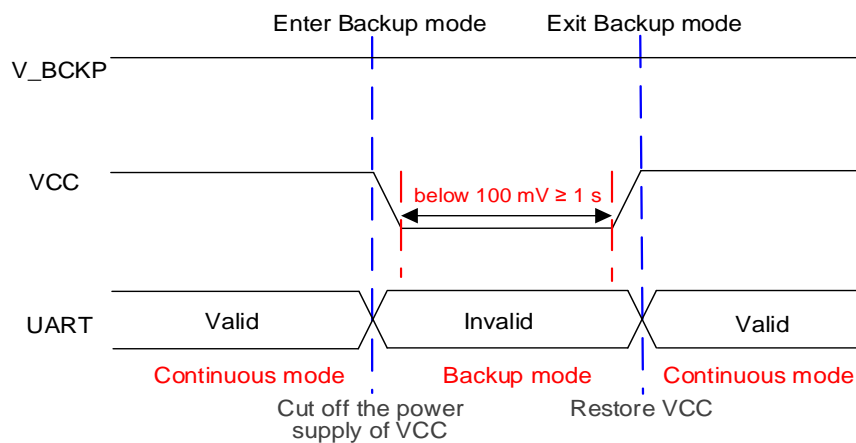 Enter Backup mode
Exit Backup mode
V_BCKP
VCC
below 100 mV ≥ 1 s
UART
Valid
Invalid
Valid
Continuous mode
Backup mode
Continuous mode
Cut off the power
supply of VCC
Restore VCC